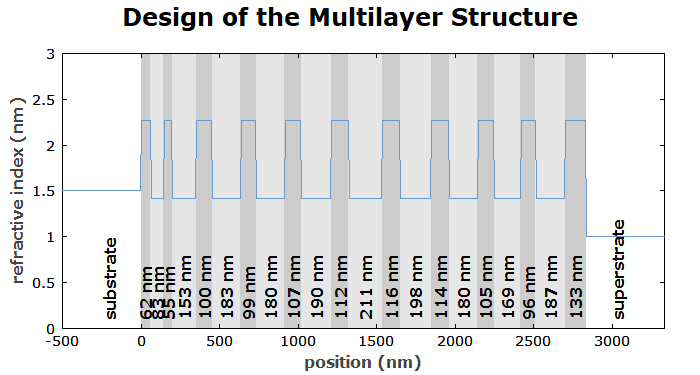 Design of the Multilayer Structure
refractive index (nm)
3
2.5
2
1.5
1
0.5
0
substrate
62 nm
83 nm
55 nm
153 nm
100 nm
183 nm
99 nm
180 nm
107 nm
190 nm
112 nm
211 nm
116 nm
198 nm
114 nm
180 nm
105 nm
169 nm
96 nm
187 nm
133 nm
superstrate
-500
0
500
1000
1500
2000
2500
3000
position (nm)